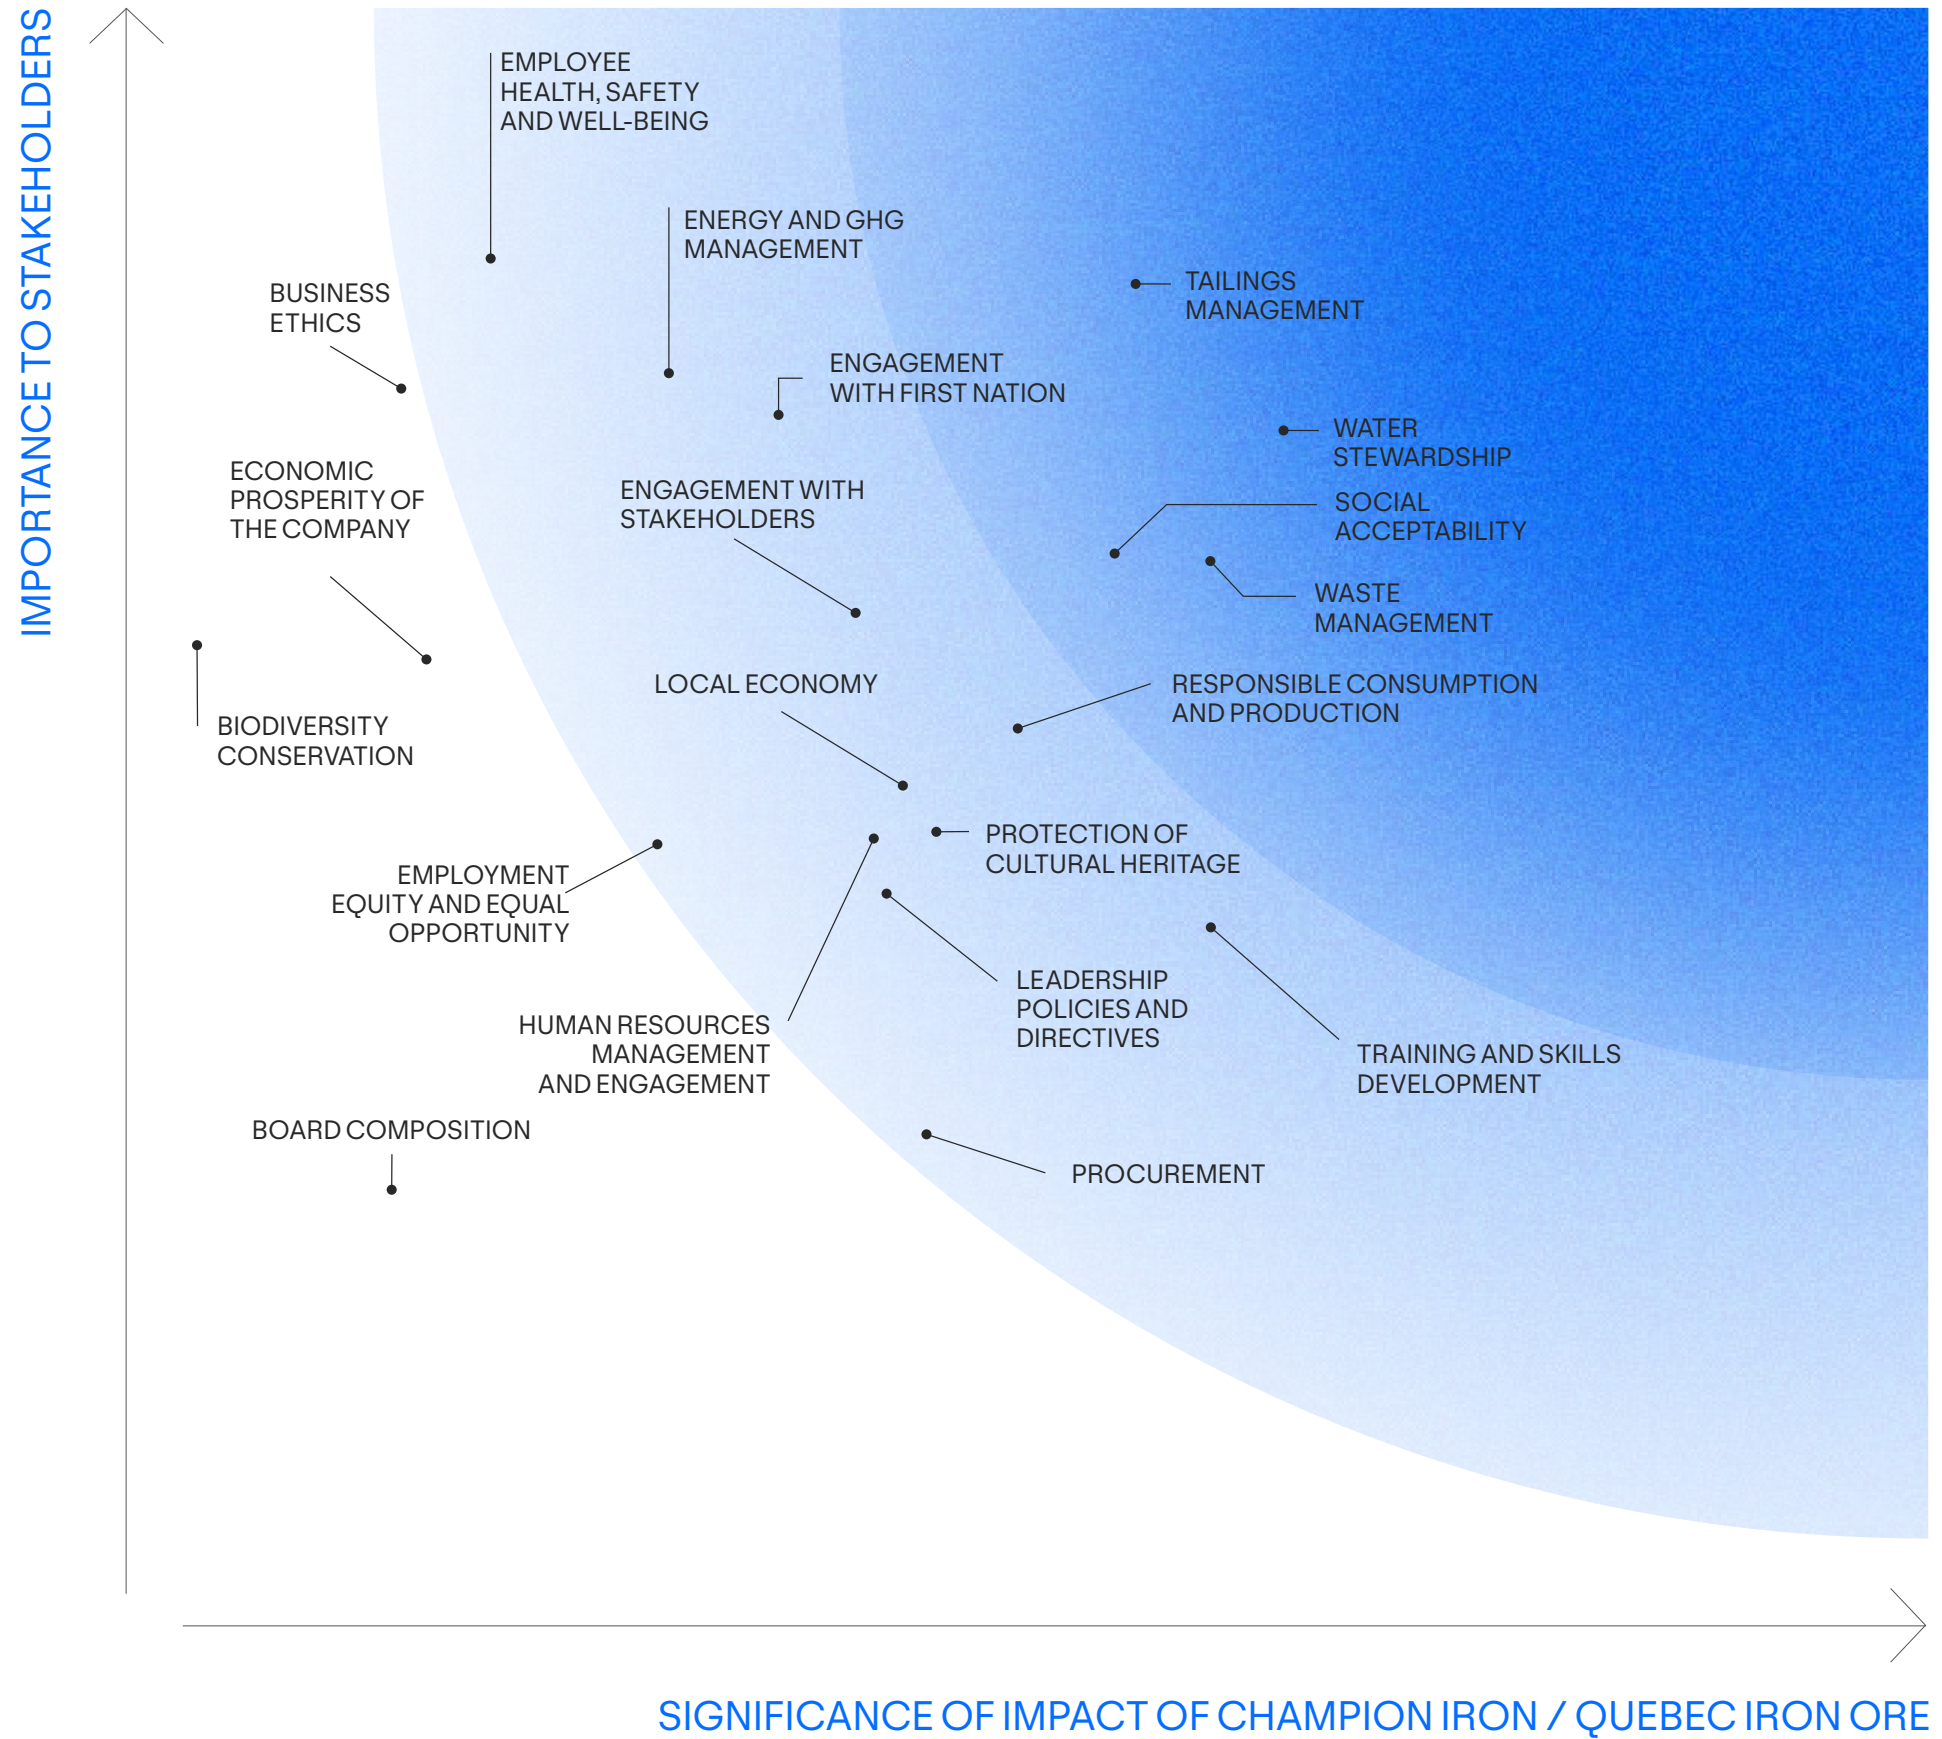 IMPORTANCE TO STAKEHOLDERS
EMPLOYEE
HEALTH, SAFETY
AND WELL-BEING
ENERGY AND GHG
MANAGEMENT
BUSINESS
ETHICS
TAILINGS
MANAGEMENT
ENGAGEMENT
WITH FIRST NATION
WATER
STEWARDSHIP
ECONOMIC
PROSPERITY OF
THE COMPANY
ENGAGEMENT WITH
STAKEHOLDERS
SOCIAL
ACCEPTABILITY
WASTE
MANAGEMENT
LOCAL ECONOMY
RESPONSIBLE CONSUMPTION
AND PRODUCTION
BIODIVERSITY
CONSERVATION
PROTECTION OF
CULTURAL HERITAGE
EMPLOYMENT
EQUITY AND EQUAL
OPPORTUNITY
LEADERSHIP
POLICIES AND
DIRECTIVES
HUMAN RESOURCES
MANAGEMENT
AND ENGAGEMENT
TRAINING AND SKILLS
DEVELOPMENT
BOARD COMPOSITION
PROCUREMENT
SIGNIFICANCE OF IMPACT OF CHAMPION IRON / QUEBEC IRON ORE